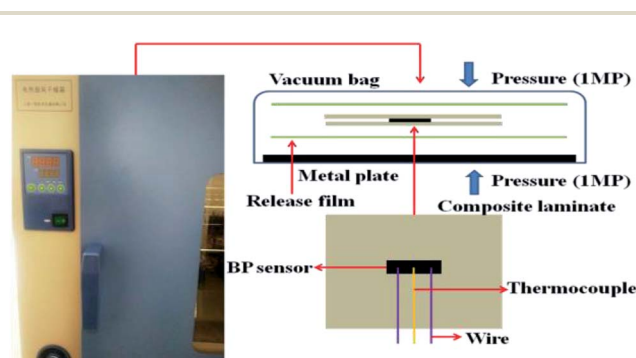 Vacuum bag
Pressure (1MP)
Metal plate
Pressure (1MP)
Release film
Composite laminate
BP sensor
Thermocouple
Wire